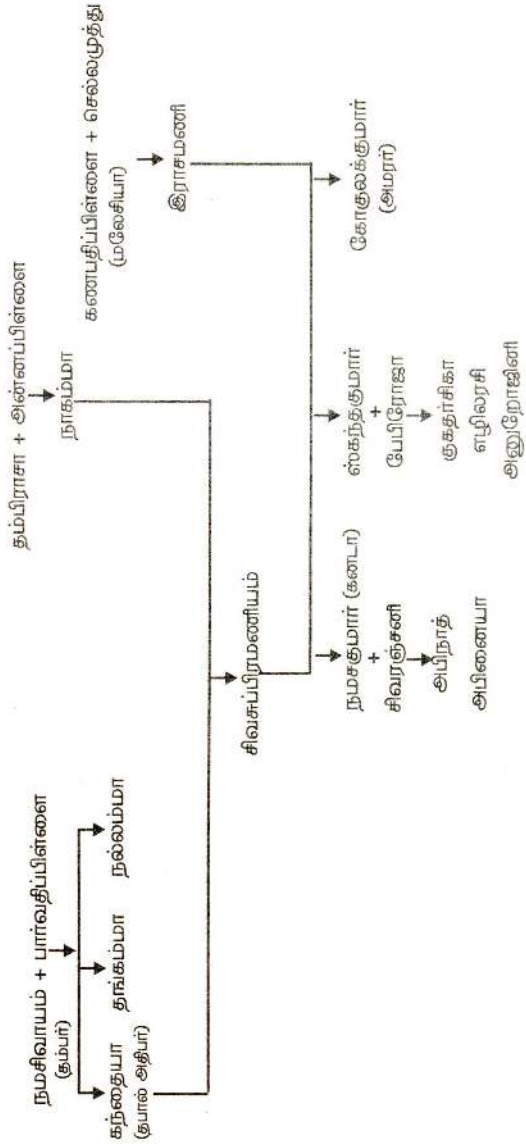 நமசிவாயம் + பார்வதிப்பிள்ளை
(தம்பர்)
கந்தையா
(தபால் அதிபர்)
தங்கம்மா
நல்லம்மா
தம்பிராசா + அன்னப்பிள்ளை
நாகம்மா
கணபதிப்பிள்ளை + செல்லமுத்து
(மலேசியா)
இராசமணி
சிவசுப்பிரமணியம்
நமசகுமார் (கனடா)
+
சிவரஞ்சனி
அபிநாத்
அபினையா
ஸ்கந்தகுமார்
+
பேபிரோஜா
குகதர்சிகா
எழிலரசி
அனுறோஜினி
கோகுலக்குமார்
(அமரர்)